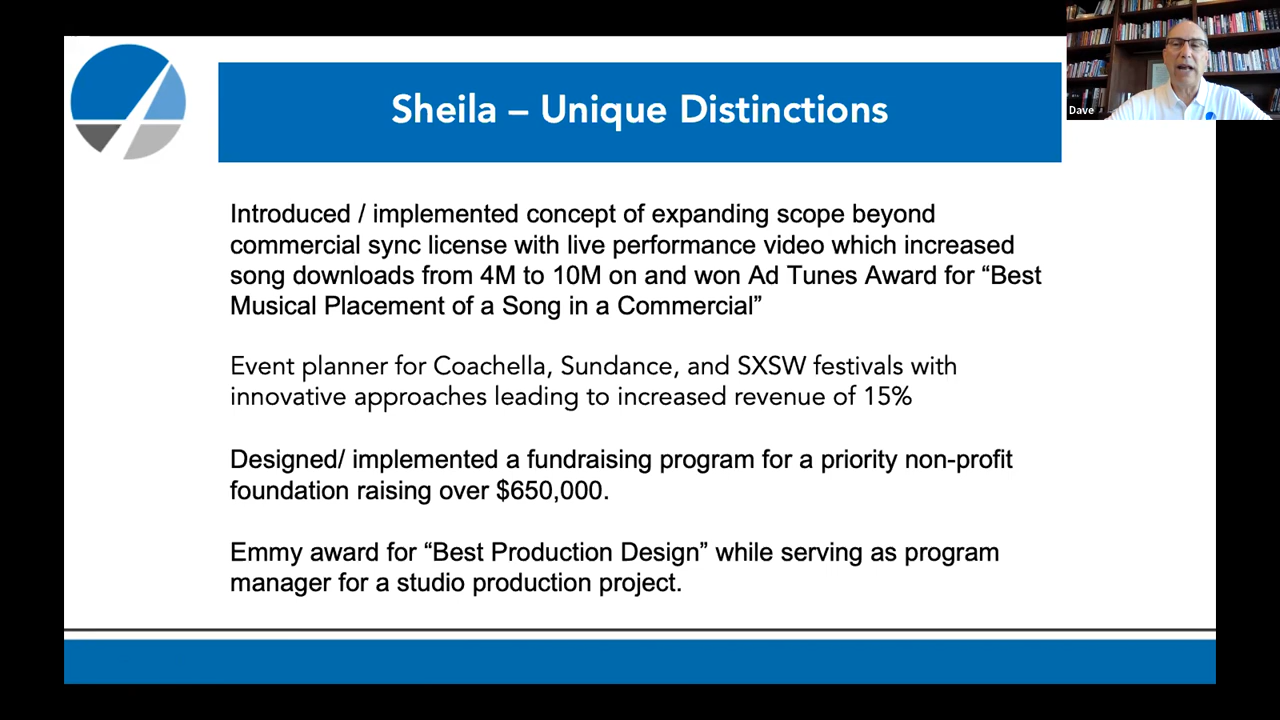 Sheila – Unique Distinctions
Dave
Introduced / implemented concept of expanding scope beyond
commercial sync license with live performance video which increased
song downloads from 4M to 10M on and won Ad Tunes Award for “Best
Musical Placement of a Song in a Commercial”
Event planner for Coachella, Sundance, and SXSW festivals with
innovative approaches leading to increased revenue of 15%
Designed/ implemented a fundraising program for a priority non-profit
foundation raising over $650,000.
Emmy award for “Best Production Design” while serving as program
manager for a studio production project.